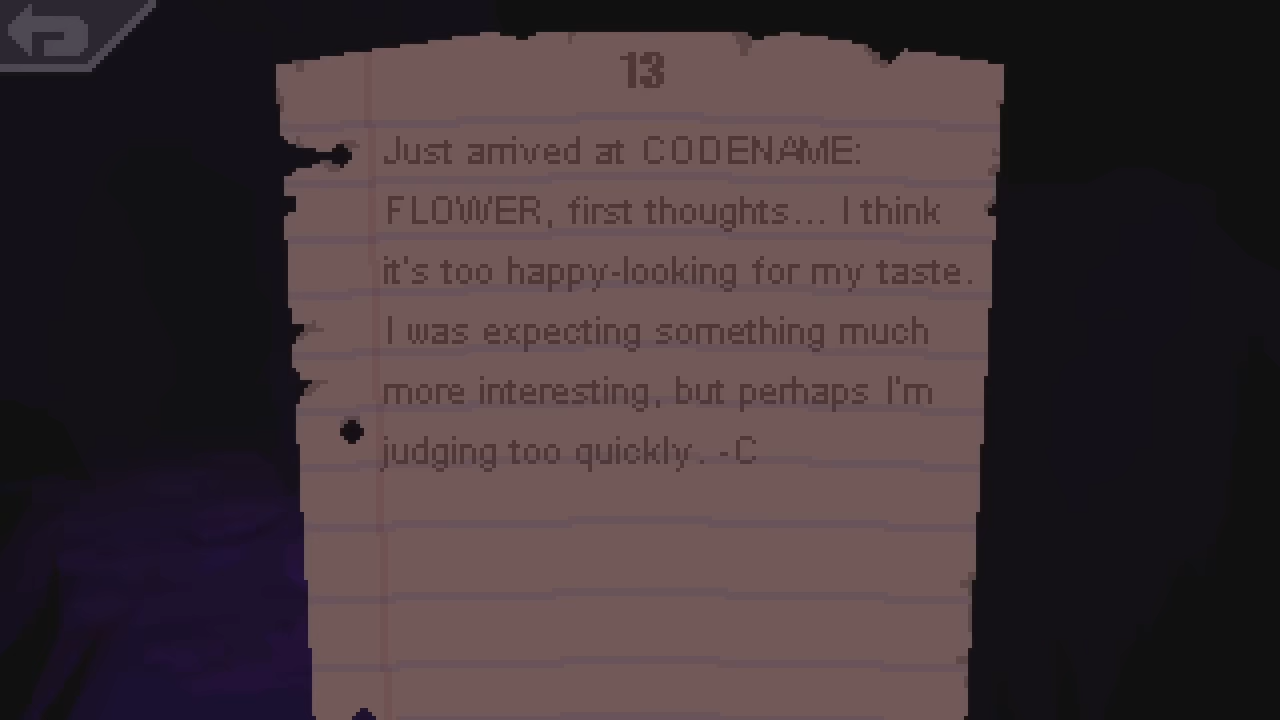 13
Just arrived at CODENAME:
FLOWER, first thoughts... I think
it's too happy-looking for my taste.
I was expecting something much
more interesting, but perhaps I'm
judging too quickly. -C